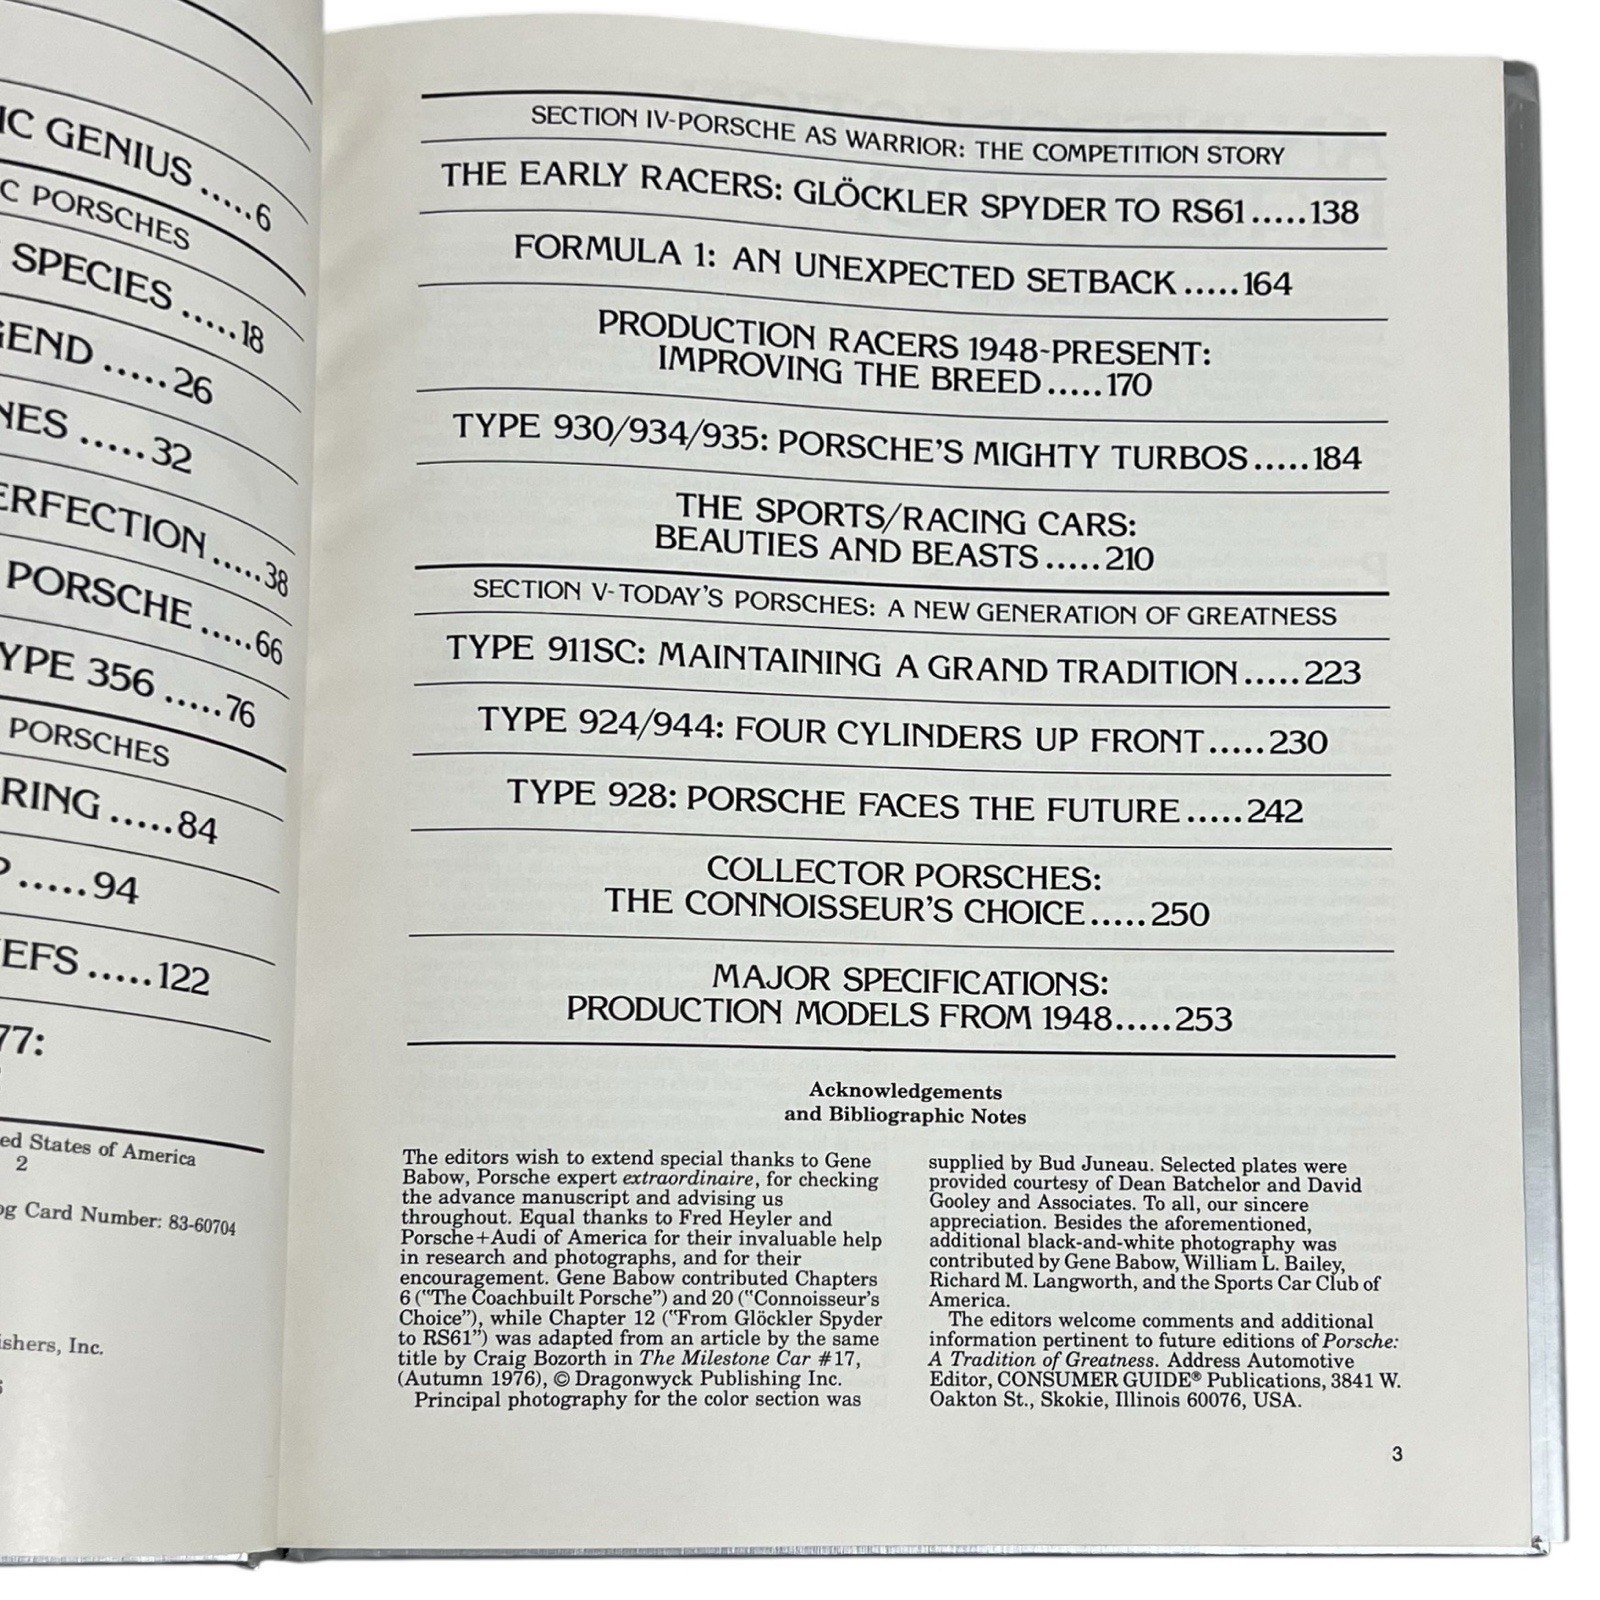 IC GENIUS.....6
C PORSCHES
SPECIES.....18
GEND.....26
NES.....32
ERFECTION.....38
PORSCHE.....66
YPE 356.....76
PORSCHES
RING.....84
P.....94
IEFS.....122
77:
ed States of America
2
og Card Number: 83-60704
ishers, Inc.
SECTION IV-PORSCHE AS WARRIOR: THE COMPETITION STORY
THE EARLY RACERS: GLÖCKLER SPYDER TO RS61.....138
FORMULA 1: AN UNEXPECTED SETBACK.....164
PRODUCTION RACERS 1948-PRESENT:
IMPROVING THE BREED.....170
TYPE 930/934/935: PORSCHE'S MIGHTY TURBOS.....184
THE SPORTS/RACING CARS:
BEAUTIES AND BEASTS.....210
SECTION V-TODAY'S PORSCHES: A NEW GENERATION OF GREATNESS
TYPE 911SC: MAINTAINING A GRAND TRADITION.....223
TYPE 924/944: FOUR CYLINDERS UP FRONT.....230
TYPE 928: PORSCHE FACES THE FUTURE.....242
COLLECTOR PORSCHES:
THE CONNOISSEUR'S CHOICE.....250
MAJOR SPECIFICATIONS:
PRODUCTION MODELS FROM 1948.....253
Acknowledgements
and Bibliographic Notes
The editors wish to extend special thanks to Gene
Babow, Porsche expert extraordinaire, for checking
the advance manuscript and advising us
throughout. Equal thanks to Fred Heyler and
Porsche+Audi of America for their invaluable help
in research and photographs, and for their
encouragement. Gene Babow contributed Chapters
6 ("The Coachbuilt Porsche") and 20 ("Connoisseur's
Choice"), while Chapter 12 ("From Glöckler Spyder
to RS61") was adapted from an article by the same
title by Craig Bozorth in The Milestone Car #17,
(Autumn 1976), © Dragonwyck Publishing Inc.
Principal photography for the color section was
supplied by Bud Juneau. Selected plates were
provided courtesy of Dean Batchelor and David
Gooley and Associates. To all, our sincere
appreciation. Besides the aforementioned,
additional black-and-white photography was
contributed by Gene Babow, William L. Bailey,
Richard M. Langworth, and the Sports Car Club of
America.
The editors welcome comments and additional
information pertinent to future editions of Porsche:
A Tradition of Greatness. Address Automotive
Editor, CONSUMER GUIDE® Publications, 3841 W.
Oakton St., Skokie, Illinois 60076, USA.
3